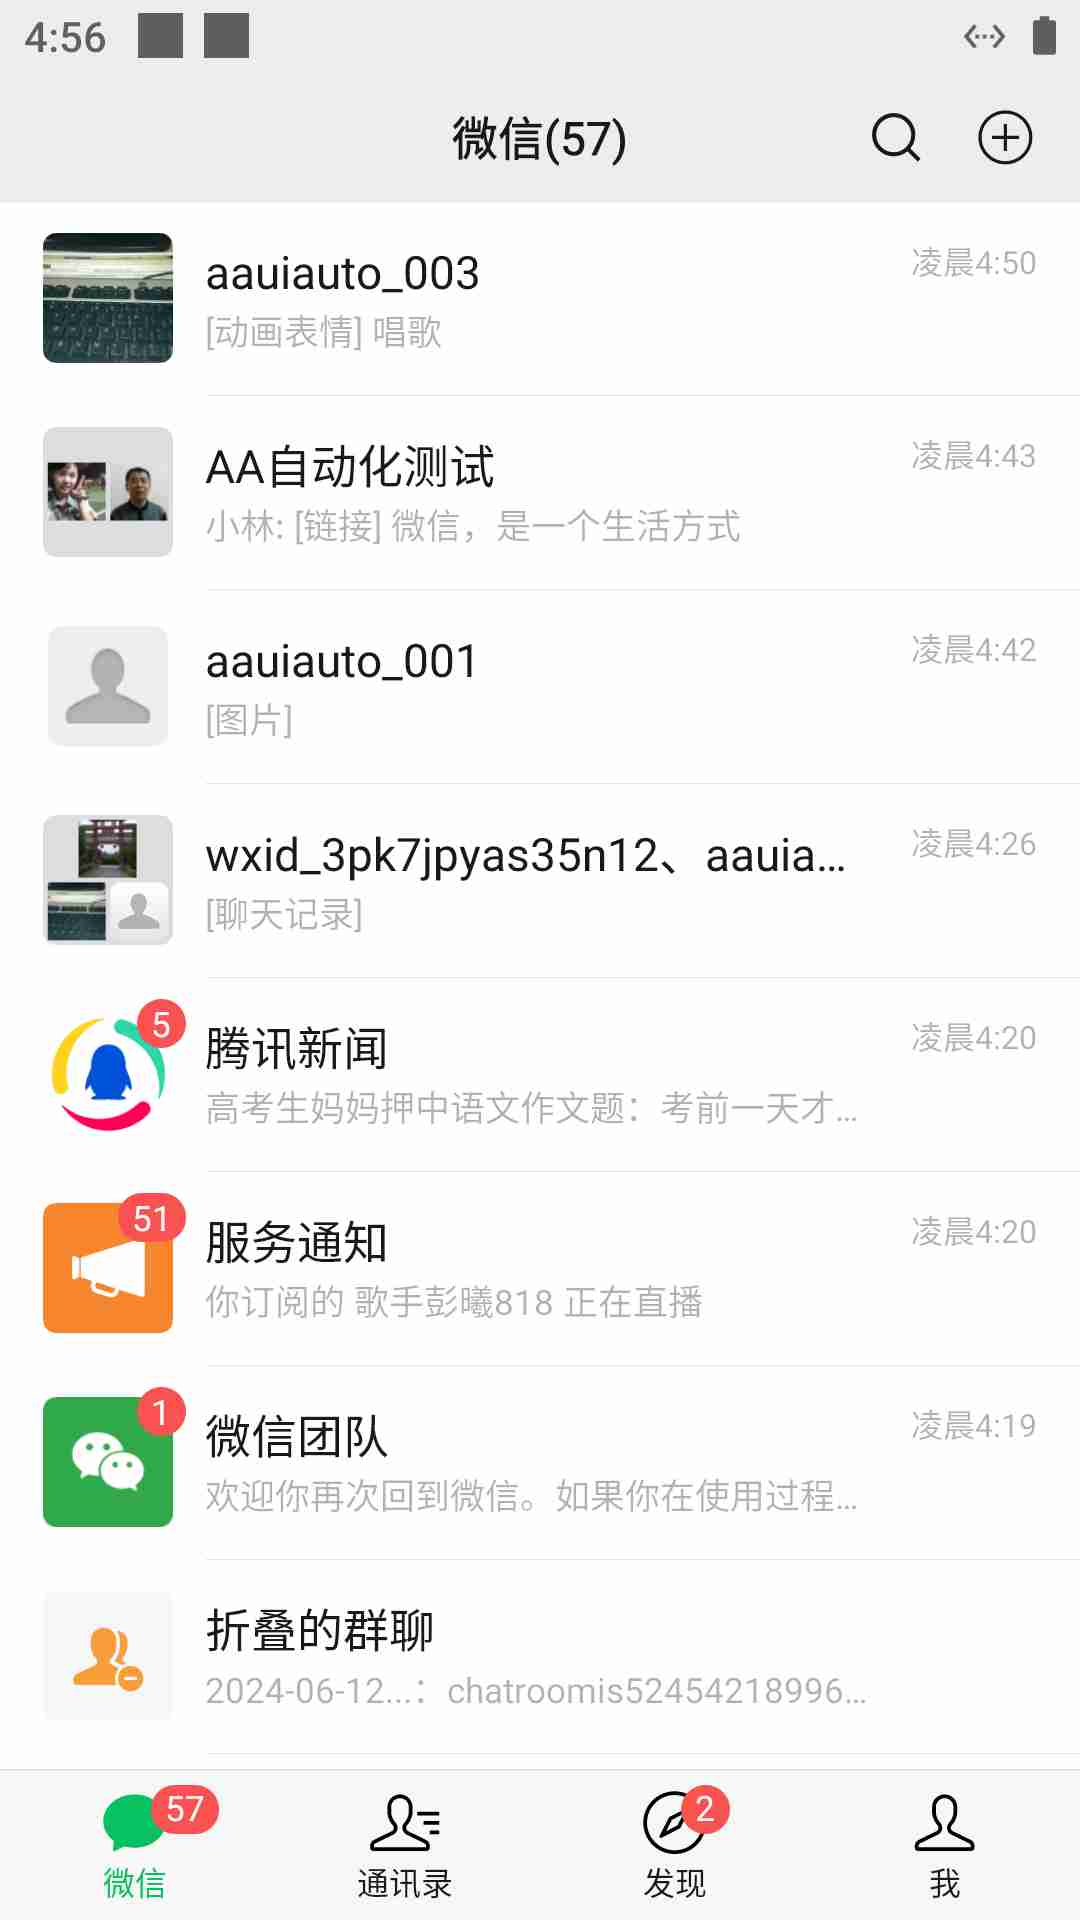 4:56
微信(57)
aauiauto_003
凌晨4:50
[动画表情] 唱歌
AA自动化测试
凌晨4:43
小林: [链接] 微信，是一个生活方式
aauiauto_001
凌晨4:42
[图片]
wxid_3pk7jpyas35n12、aauia...
凌晨4:26
[聊天记录]
5
腾讯新闻
凌晨4:20
高考生妈妈押中语文作文题：考前一天才...
51
服务通知
凌晨4:20
你订阅的 歌手彭曦818 正在直播
1
微信团队
凌晨4:19
欢迎你再次回到微信。如果你在使用过程...
折叠的群聊
2024-06-12...：chatroomis52454218996...
57
2
微信
通讯录
发现
我